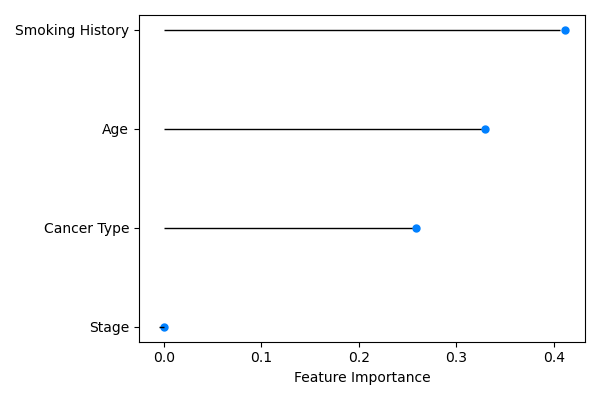 Smoking History
Age
Cancer Type
Stage
0.0 0.1 0.2 0.3 0.4
Feature Importance